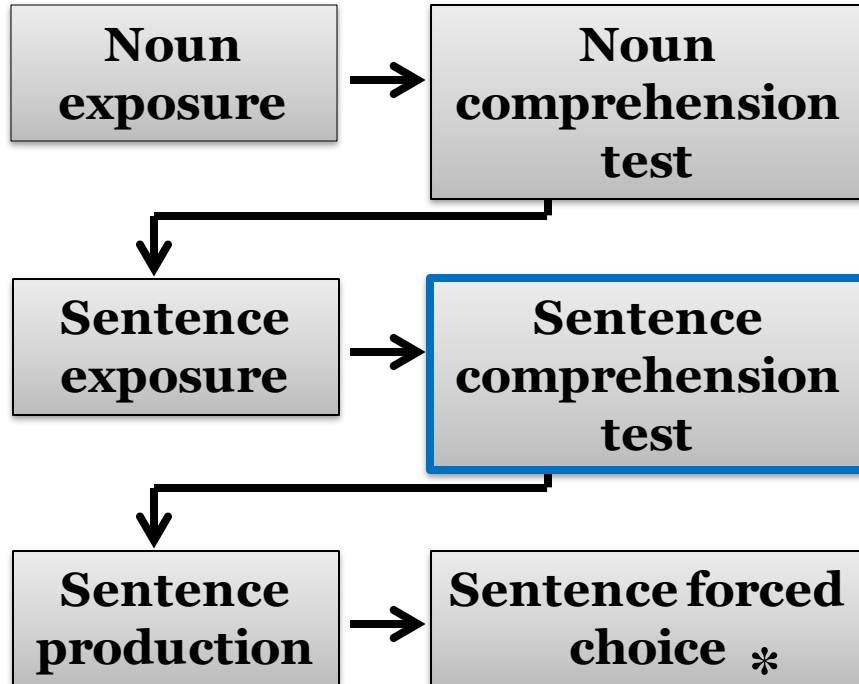 Noun
exposure
Noun
comprehension
test
Sentence
exposure
Sentence
comprehension
test
Sentence
production
Sentence forced
choice *